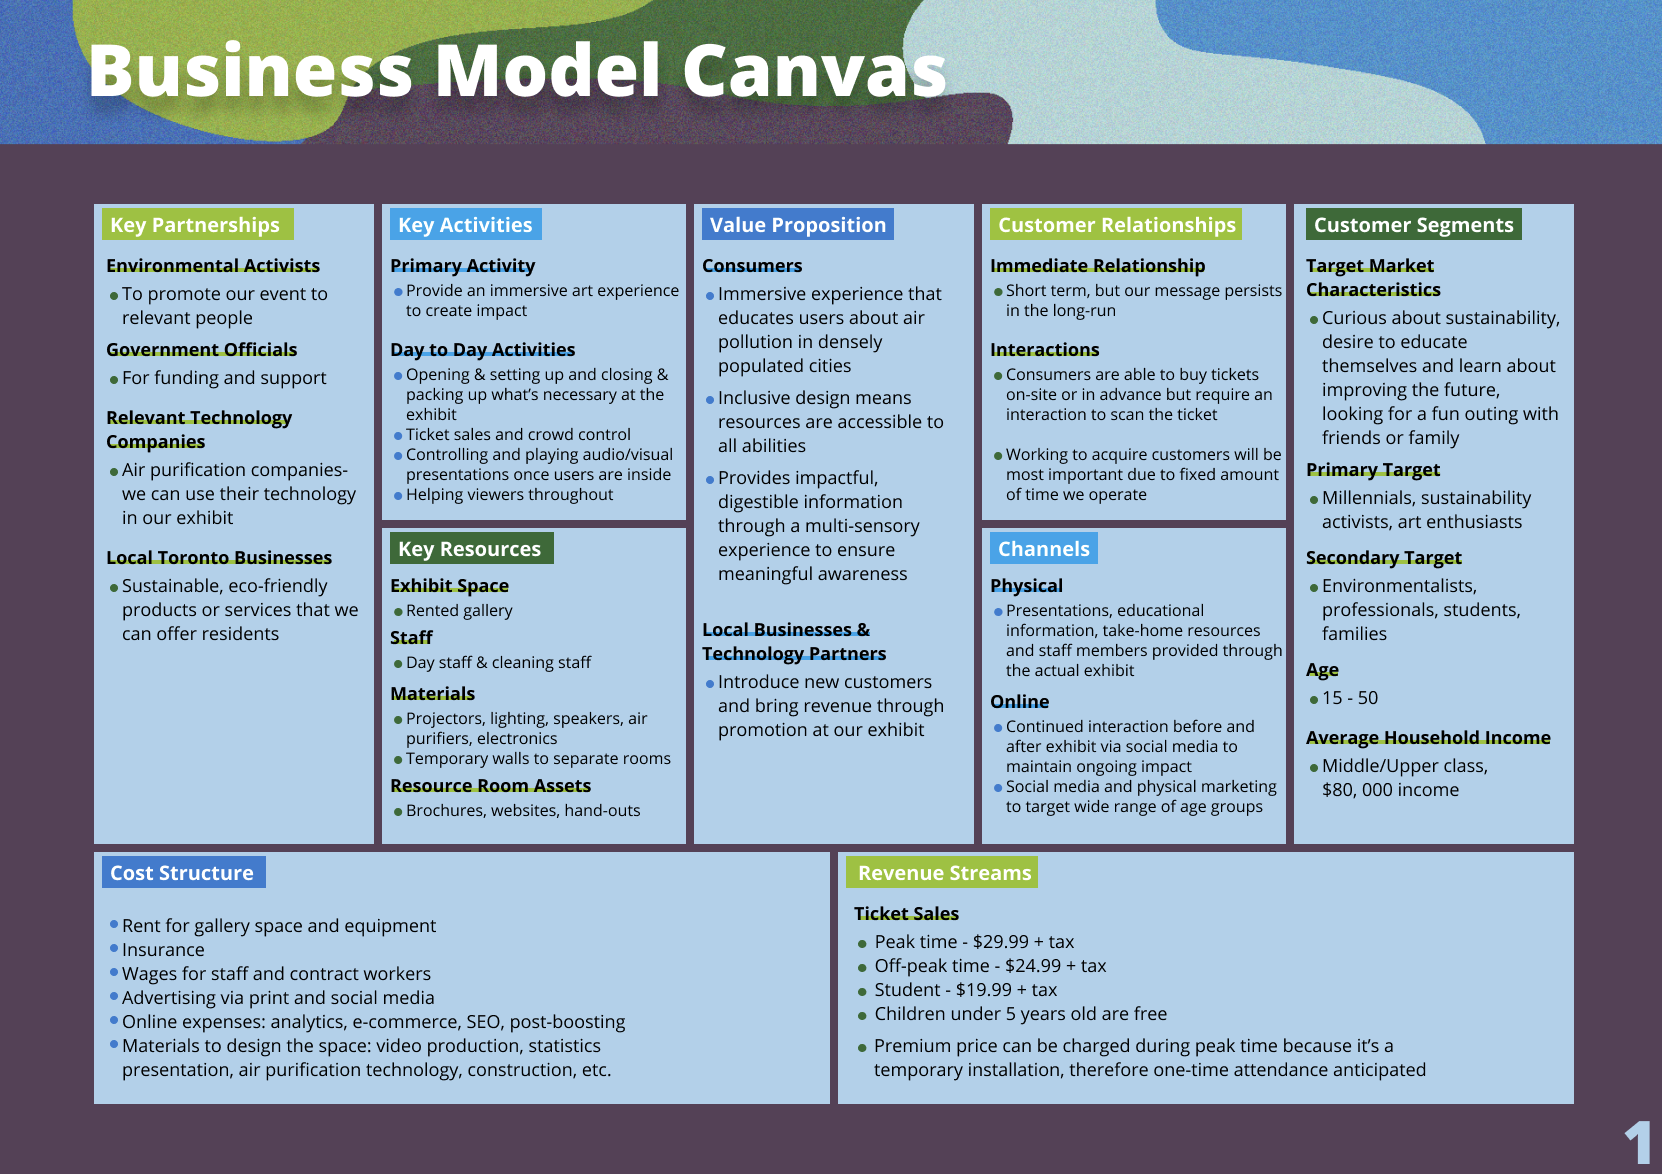 Business Model Canvas
Key Partnerships
Environmental Activists
To promote our event to
relevant people
Government Officials
For funding and support
Relevant Technology
Companies
Air purification companies-
we can use their technology
in our exhibit
Local Toronto Businesses
Sustainable, eco-friendly
products or services that we
can offer residents
Key Activities
Primary Activity
Provide an immersive art experience
to create impact
Day to Day Activities
Opening & setting up and closing &
packing up what's necessary at the
exhibit
Ticket sales and crowd control
Controlling and playing audio/visual
presentations once users are inside
Helping viewers throughout
Key Resources
Exhibit Space
Rented gallery
Staff
Day staff & cleaning staff
Materials
Projectors, lighting, speakers, air
purifiers, electronics
Temporary walls to separate rooms
Resource Room Assets
Brochures, websites, hand-outs
Value Proposition
Consumers
Immersive experience that
educates users about air
pollution in densely
populated cities
Inclusive design means
resources are accessible to
all abilities
Provides impactful,
digestible information
through a multi-sensory
experience to ensure
meaningful awareness
Local Businesses &
Technology Partners
Introduce new customers
and bring revenue through
promotion at our exhibit
Customer Relationships
Immediate Relationship
Short term, but our message persists
in the long-run
Interactions
Consumers are able to buy tickets
on-site or in advance but require an
interaction to scan the ticket
Working to acquire customers will be
most important due to fixed amount
of time we operate
Channels
Physical
Presentations, educational
information, take-home resources
and staff members provided through
the actual exhibit
Online
Continued interaction before and
after exhibit via social media to
maintain ongoing impact
Social media and physical marketing
to target wide range of age groups
Customer Segments
Target Market
Characteristics
Curious about sustainability,
desire to educate
themselves and learn about
improving the future,
looking for a fun outing with
friends or family
Primary Target
Millennials, sustainability
activists, art enthusiasts
Secondary Target
Environmentalists,
professionals, students,
families
Age
15 - 50
Average Household Income
Middle/Upper class,
$80, 000 income
Cost Structure
Rent for gallery space and equipment
Insurance
Wages for staff and contract workers
Advertising via print and social media
Online expenses: analytics, e-commerce, SEO, post-boosting
Materials to design the space: video production, statistics
presentation, air purification technology, construction, etc.
Revenue Streams
Ticket Sales
Peak time - $29.99 + tax
Off-peak time - $24.99 + tax
Student - $19.99 + tax
Children under 5 years old are free
Premium price can be charged during peak time because it's a
temporary installation, therefore one-time attendance anticipated
1